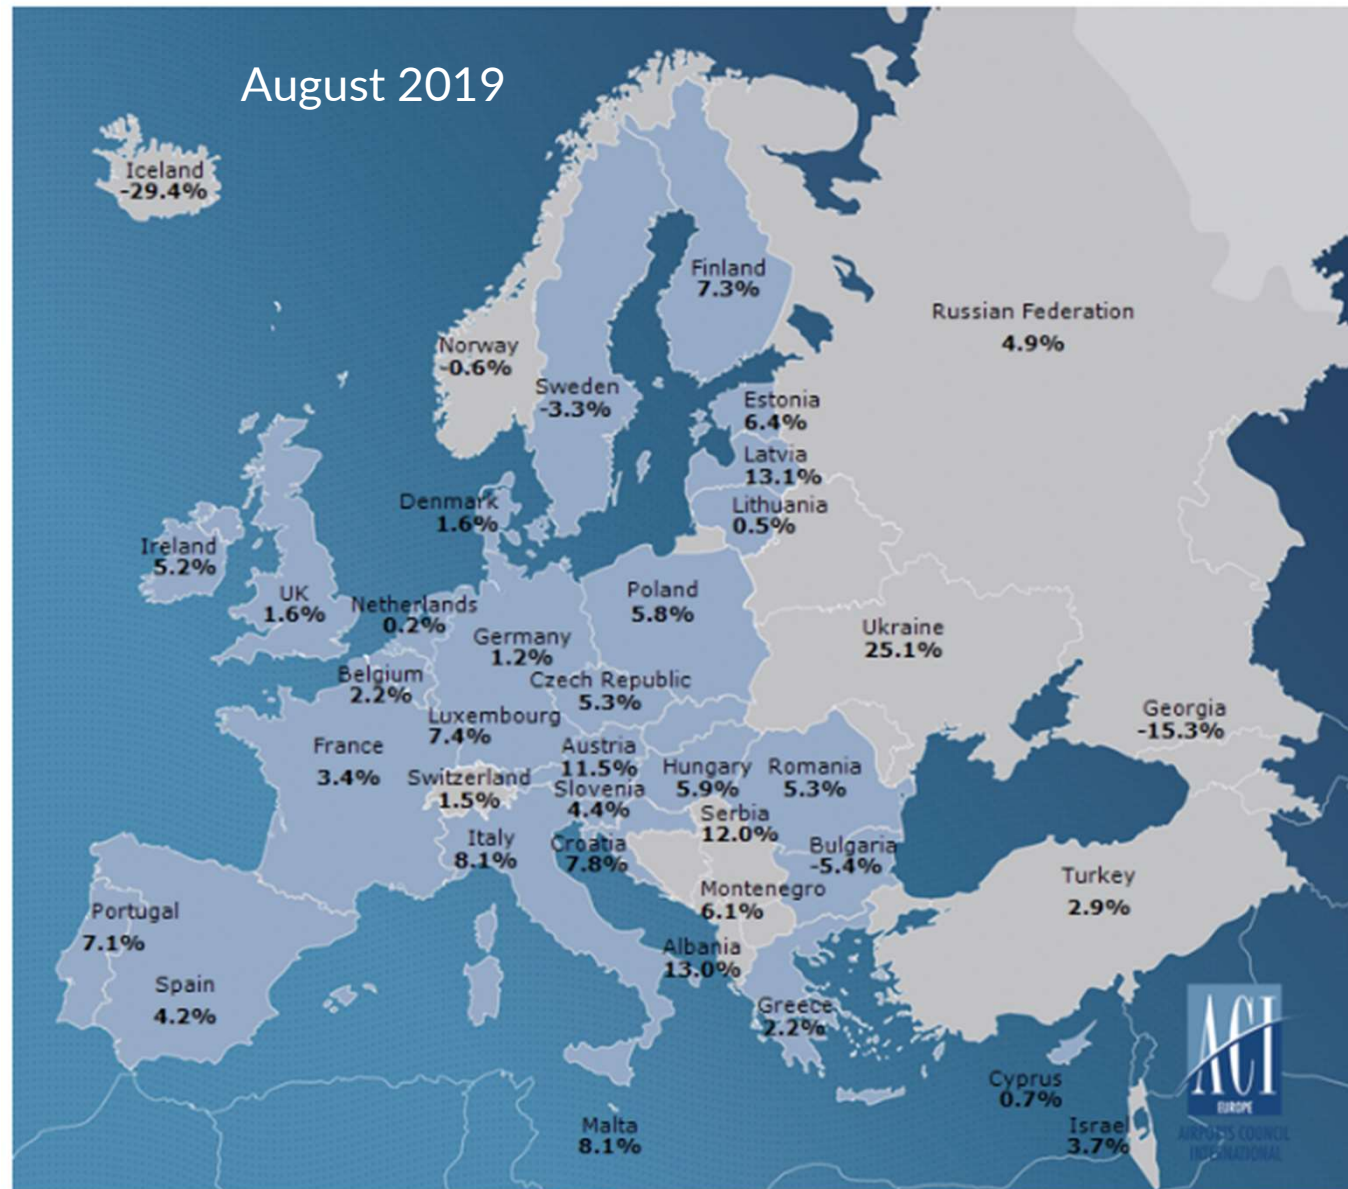 August 2019
Iceland
-29.4%
Finland
7.3%
Russian Federation
4.9%
Norway
-0.6%
Sweden
-3.3%
Estonia
6.4%
Latvia
13.1%
Lithuania
0.5%
Denmark
1.6%
Ireland
5.2%
UK
1.6%
Netherlands
0.2%
Poland
5.8%
Germany
1.2%
Ukraine
25.1%
Belgium
2.2%
Czech Republic
5.3%
Luxembourg
7.4%
Georgia
-15.3%
France
3.4%
Austria
11.5%
Switzerland
1.5%
Hungary
5.9%
Romania
5.3%
Slovenia
4.4%
Serbia
12.0%
Italy
8.1%
Croatia
7.8%
Bulgaria
-5.4%
Turkey
2.9%
Montenegro
6.1%
Portugal
7.1%
Albania
13.0%
Spain
4.2%
Greece
2.2%
Cyprus
0.7%
Malta
8.1%
Israel
3.7%
ACI
EUROPE
AIRPORTS COUNCIL
INTERNATIONAL